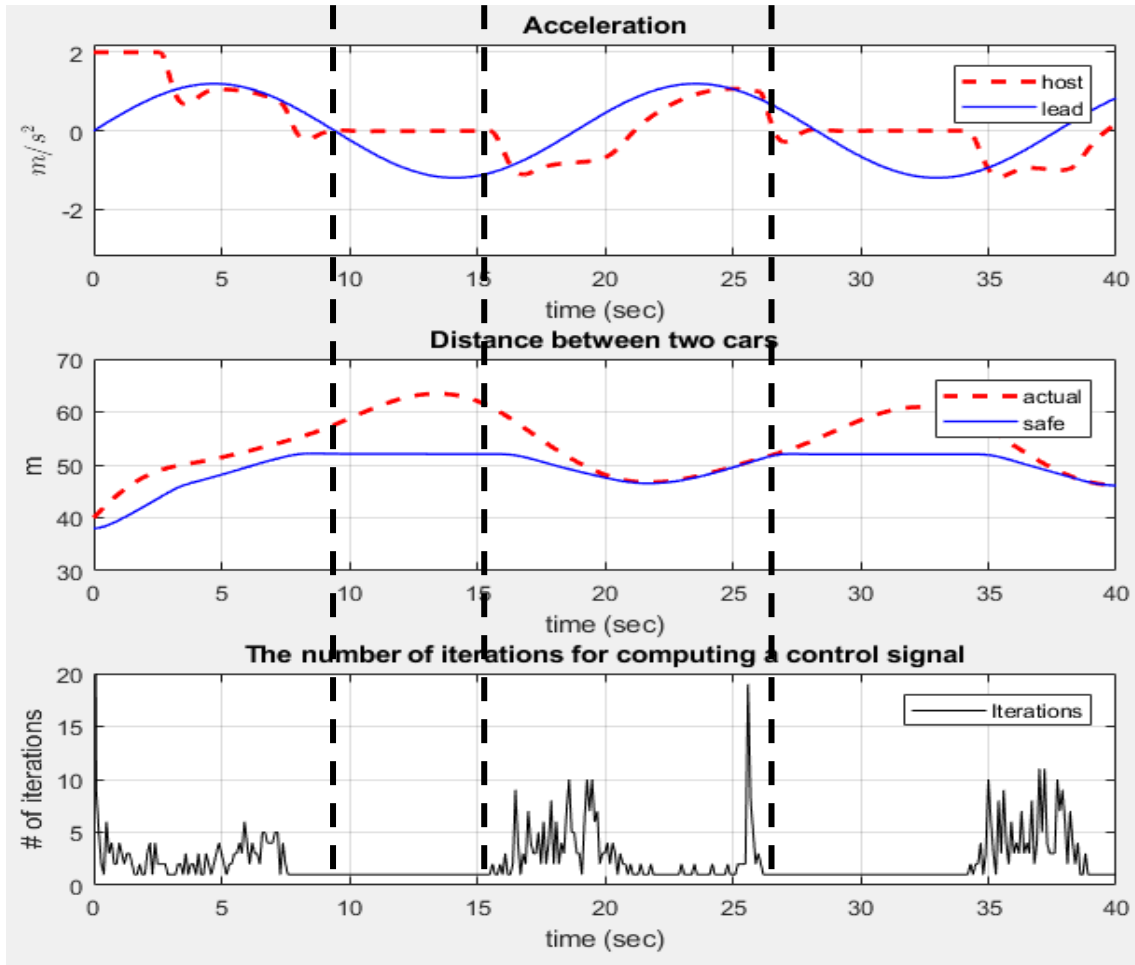 Acceleration
2
0
-2
m/s²
host
lead
0 5 10 15 20 25 30 35 40
time (sec)
Distance between two cars
70
60
50
40
30
m
actual
safe
0 5 10 15 20 25 30 35 40
time (sec)
The number of iterations for computing a control signal
20
15
10
5
0
# of iterations
Iterations
0 5 10 15 20 25 30 35 40
time (sec)